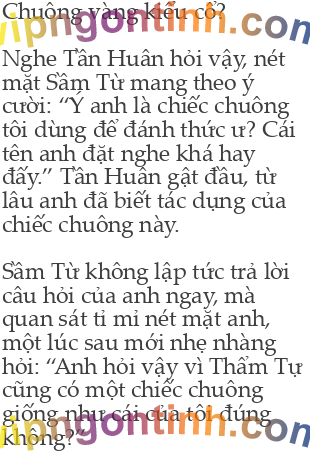 Chuông vàng kiểu cổ?
Nghe Tần Huân hỏi vậy, nét
mặt Sầm Từ mang theo ý
cười: “Ý anh là chiếc chuông
tôi dùng để đánh thức ư? Cái
tên anh đặt nghe khá hay
đấy.” Tần Huân gật đầu, từ
lâu anh đã biết tác dụng của
chiếc chuông này.
Sầm Từ không lập tức trả lời
câu hỏi của anh ngay, mà
quan sát tỉ mỉ nét mặt anh,
một lúc sau mới nhẹ nhàng
hỏi: “Anh hỏi vậy vì Thẩm Tự
cũng có một chiếc chuông
giống như cái của tôi đúng
không?”
vipngontinh.com
vipngontinh.com